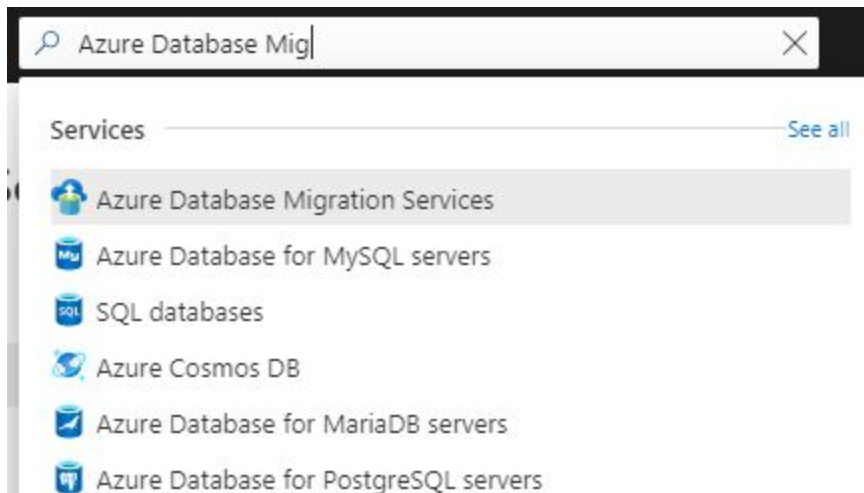 Azure Database Mig
Services
See all
Azure Database Migration Services
Azure Database for MySQL servers
SQL databases
Azure Cosmos DB
Azure Database for MariaDB servers
Azure Database for PostgreSQL servers